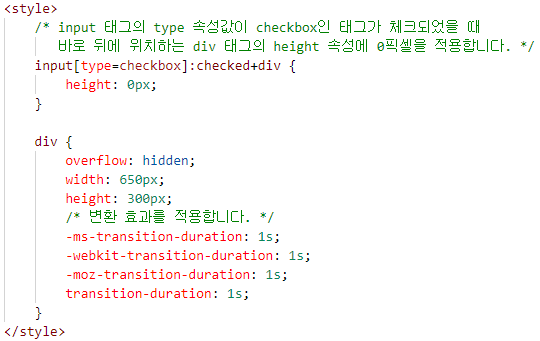 <style>
/* input 태그의 type 속성값이 checkbox인 태그가 체크되었을 때
바로 뒤에 위치하는 div 태그의 height 속성에 0픽셀을 적용합니다. */
input[type=checkbox]:checked+div {
height: 0px;
}
div {
overflow: hidden;
width: 650px;
height: 300px;
/* 변환 효과를 적용합니다. */
-ms-transition-duration: 1s;
-webkit-transition-duration: 1s;
-moz-transition-duration: 1s;
transition-duration: 1s;
}
</style>